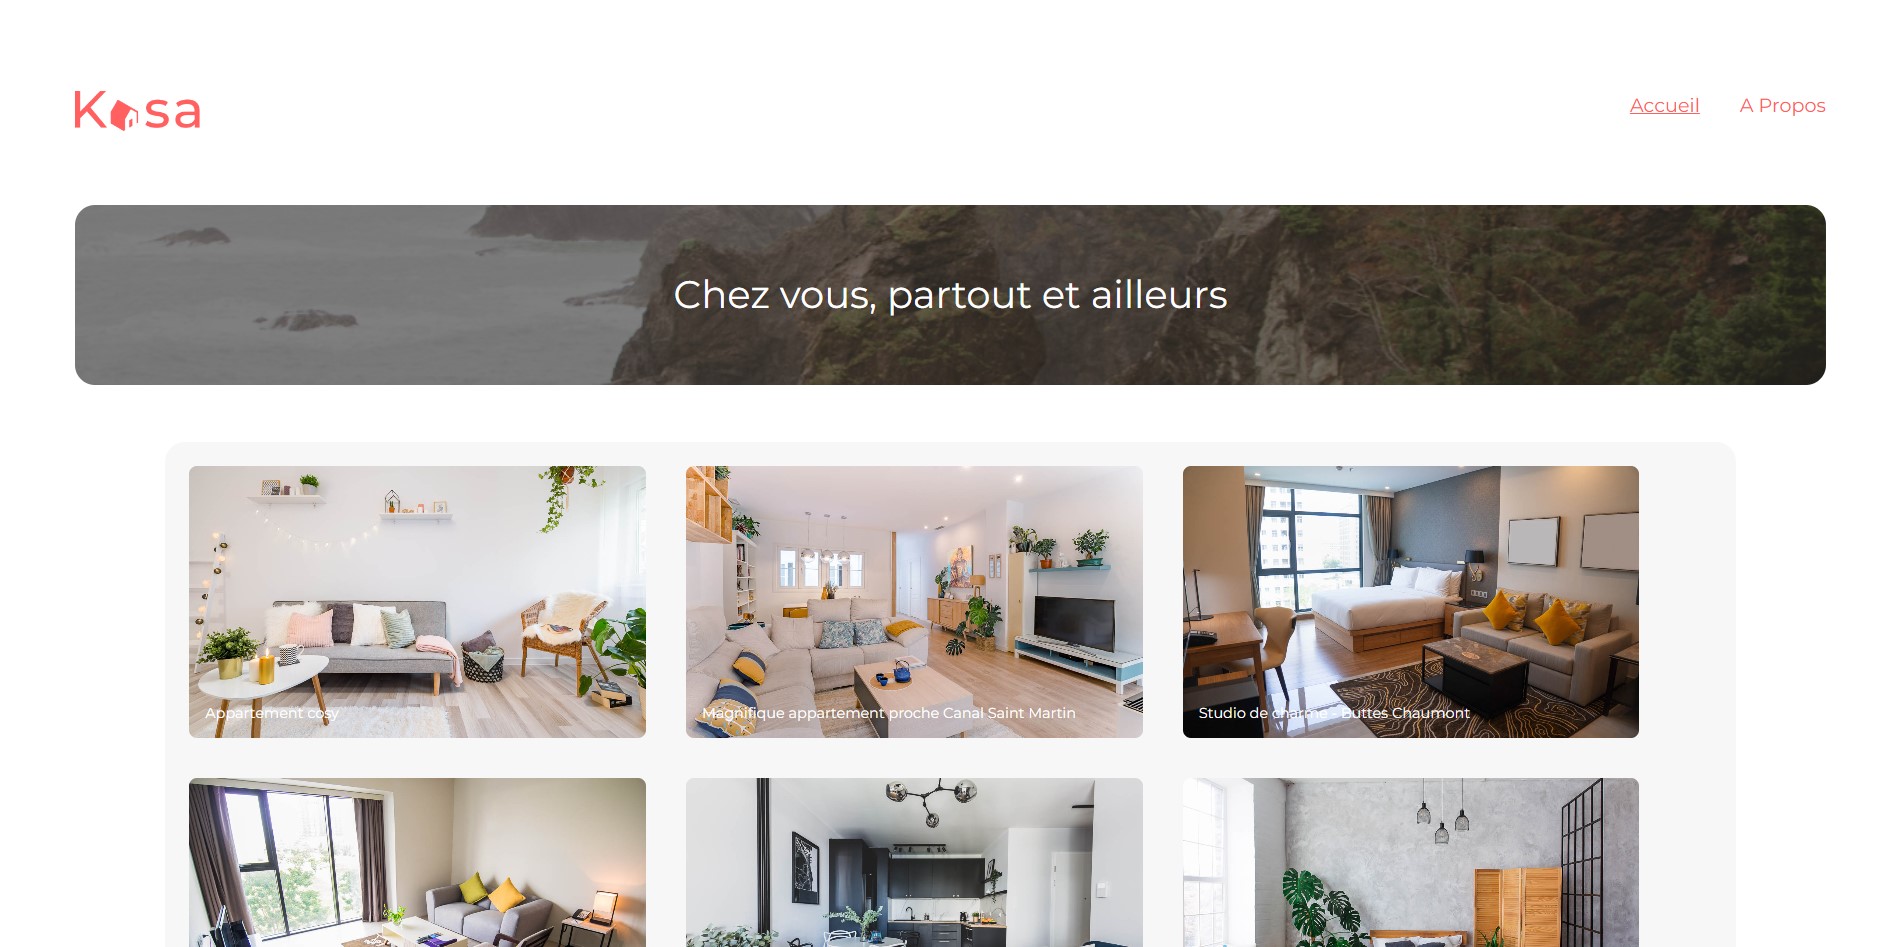 Kasa
Accueil
A Propos
Chez vous, partout et ailleurs
Appartement cosy
Magnifique appartement proche Canal Saint Martin
Studio de charme - Buttes Chaumont